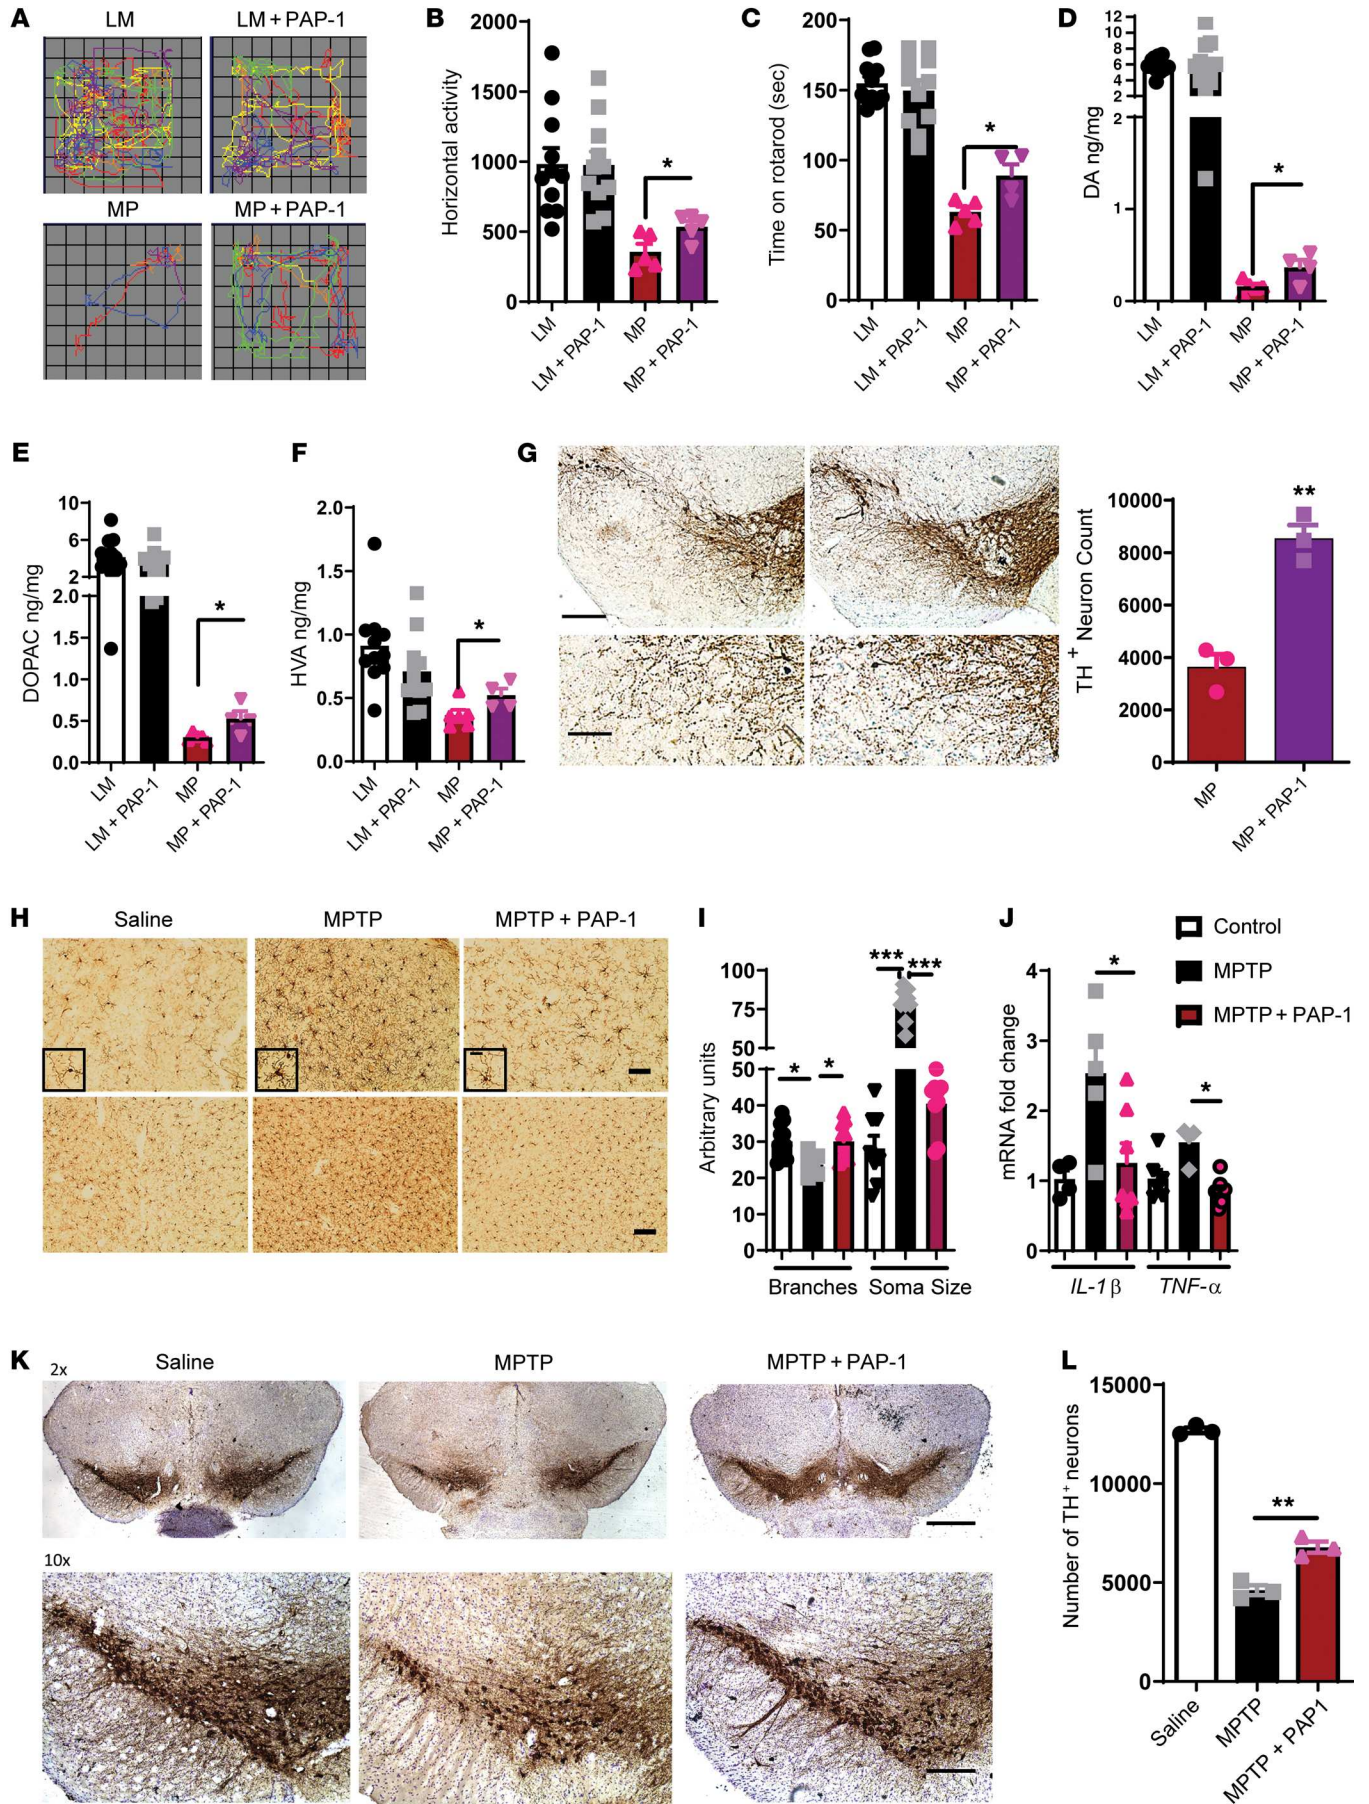 A
LM
LM + PAP-1
MP
MP + PAP-1
B
Horizontal activity
2000
1500
1000
500
0
*
LM
LM + PAP-1
MP
MP + PAP-1
C
Time on rotarod (sec)
200
150
100
50
0
*
LM
LM + PAP-1
MP
MP + PAP-1
D
DA ng/mg
12
10
8
6
4
2
2
1
0
*
LM
LM + PAP-1
MP
MP + PAP-1
E
DOPAC ng/mg
10
6
2
2.0
1.5
1.0
0.5
0.0
*
LM
LM + PAP-1
MP
MP + PAP-1
F
HVA ng/mg
2.0
1.5
1.0
0.5
0.0
*
LM
LM + PAP-1
MP
MP + PAP-1
G
TH+ Neuron Count
10000
8000
6000
4000
2000
0
**
MP
MP + PAP-1
H
Saline
MPTP
MPTP + PAP-1
I
Arbitrary units
100
75
50
50
40
30
20
10
0
*
*
***
***
Branches
Soma Size
J
mRNA fold change
4
3
2
1
0
*
*
IL-1β
TNF-α
Control
MPTP
MPTP + PAP-1
K
2x
Saline
MPTP
MPTP + PAP-1
10x
L
Number of TH+ neurons
15000
10000
5000
0
**
Saline
MPTP
MPTP + PAP1